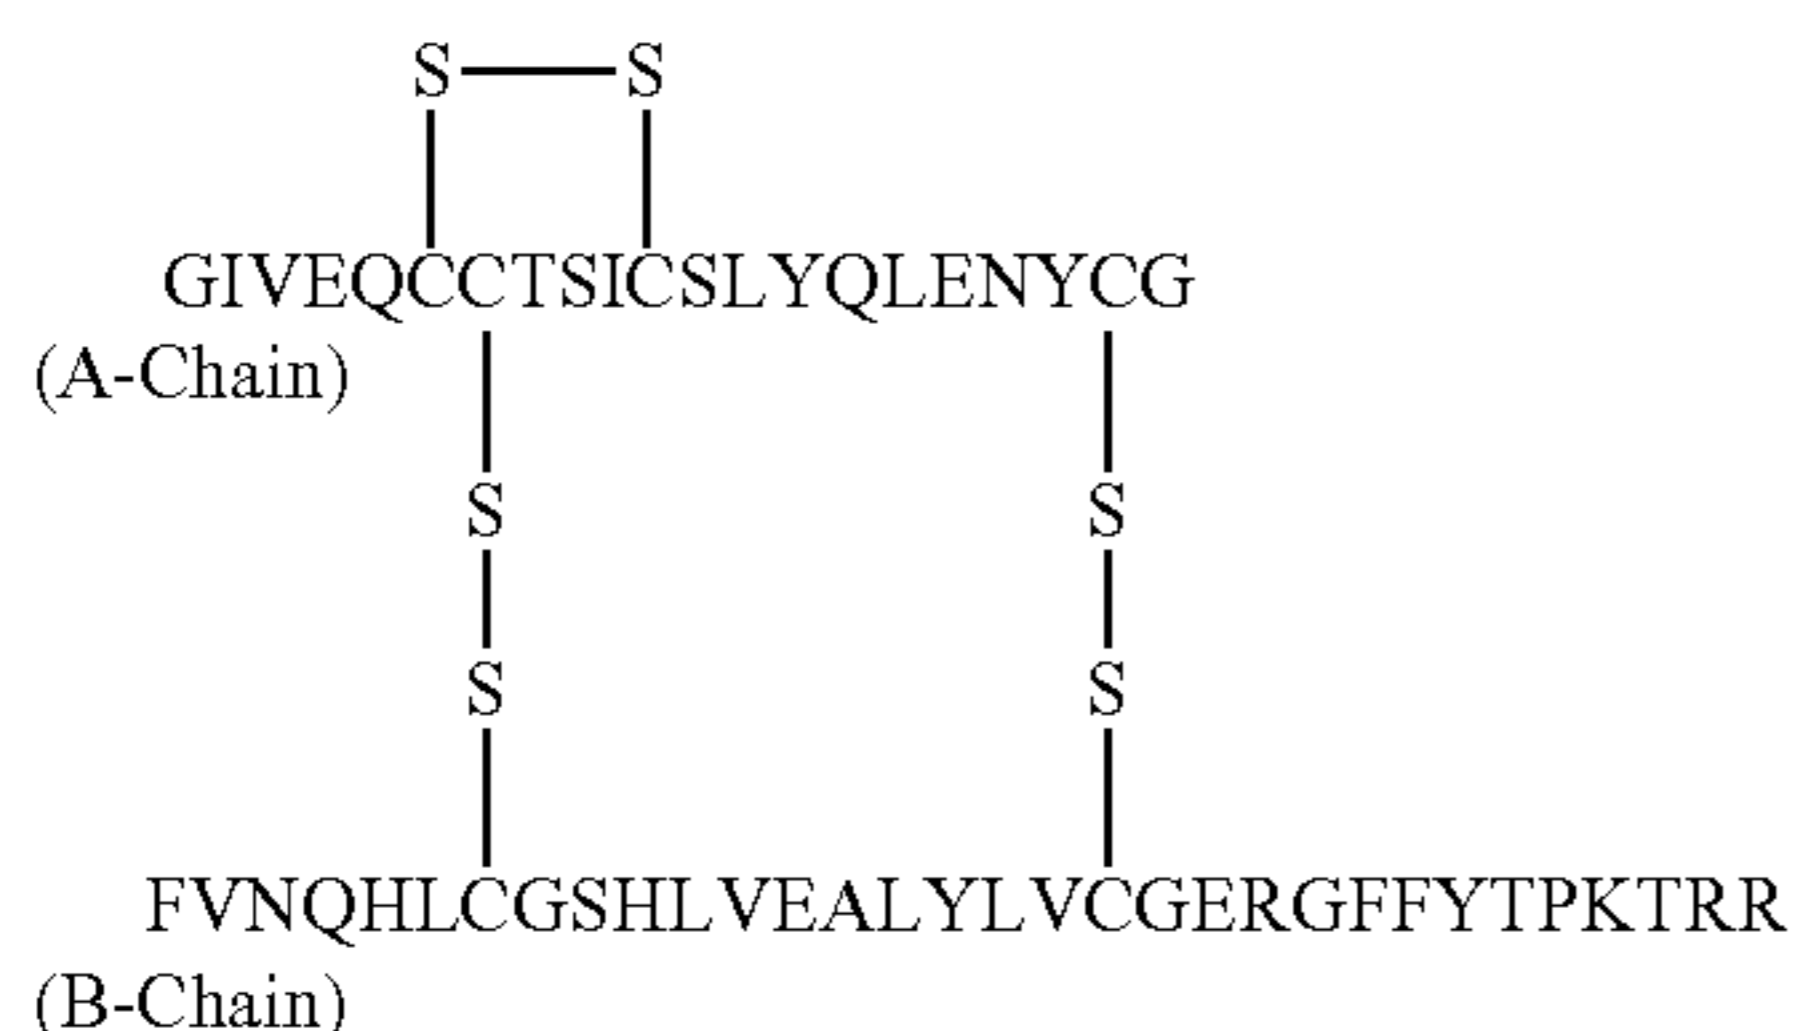 S S
GIVEQCCTSICSLYQLENYCG
(A-Chain)
S S
S S
FVNQHLCGSHLVEALYLVCGERGFFYTPKTRR
(B-Chain)